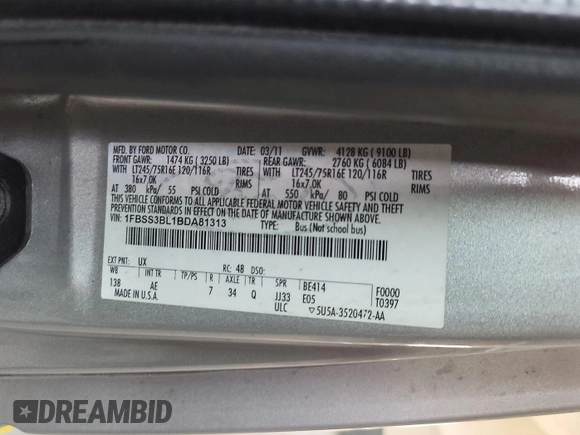 MFD. BY FORD MOTOR CO. 03/11 GVWR: 4128 KG ( 9100 LB)
FRONT GAWR: 1474 KG ( 3250 LB) REAR GAWR: 2760 KG ( 6084 LB)
WITH LT245/75R16E 120/116R TIRES WITH LT245/75R16E 120/116R TIRES
16x7.0K RIMS 16x7.0K RIMS
AT 380 kPa/ 55 PSI COLD AT 550 kPa/ 80 PSI COLD
THIS VEHICLE CONFORMS TO ALL APPLICABLE FEDERAL MOTOR VEHICLE SAFETY AND THEFT
PREVENTION STANDARDS IN EFFECT ON THE DATE OF MANUFACTURE SHOWN ABOVE.
VIN: 1FBSS3BL1BDA81313 TYPE: Bus (Not school bus)
EXT PNT: UX RC: 48 DSO:
WB INT TR TP/PS R AXLE TR SPR BE414 F0000
138 AE 7 34 Q JJ33 E05 T0397
MADE IN U.S.A. ULC ▽5U5A-3520472-AA
DREAMBID